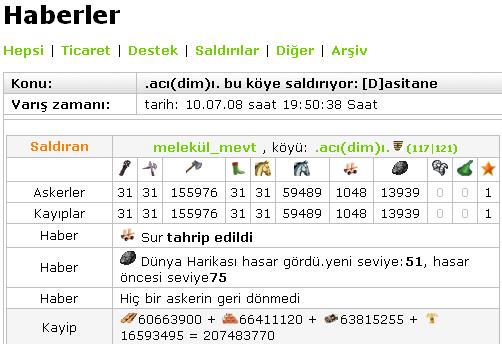 Haberler
Hepsi | Ticaret | Destek | Saldırılar | Diğer | Arşiv
Konu: .acı(dim)ı. bu köye saldırıyor: [D]asitane
Varış zamanı: tarih: 10.07.08 saat 19:50:38 Saat
Saldıran melekül_mevt , köyü: .acı(dim)ı. (117|121)
Askerler 31 31 155976 31 31 59489 1048 13939 0 0 1
Kayıplar 31 31 155976 31 31 59489 1048 13939 0 0 1
Haber Sur tahrip edildi
Haber Dünya Harikası hasar gördü.yeni seviye:51, hasar
öncesi seviye75
Haber Hiç bir askerin geri dönmedi
Kayip 60663900 + 66411120 + 63815255 +
16593495 = 207483770